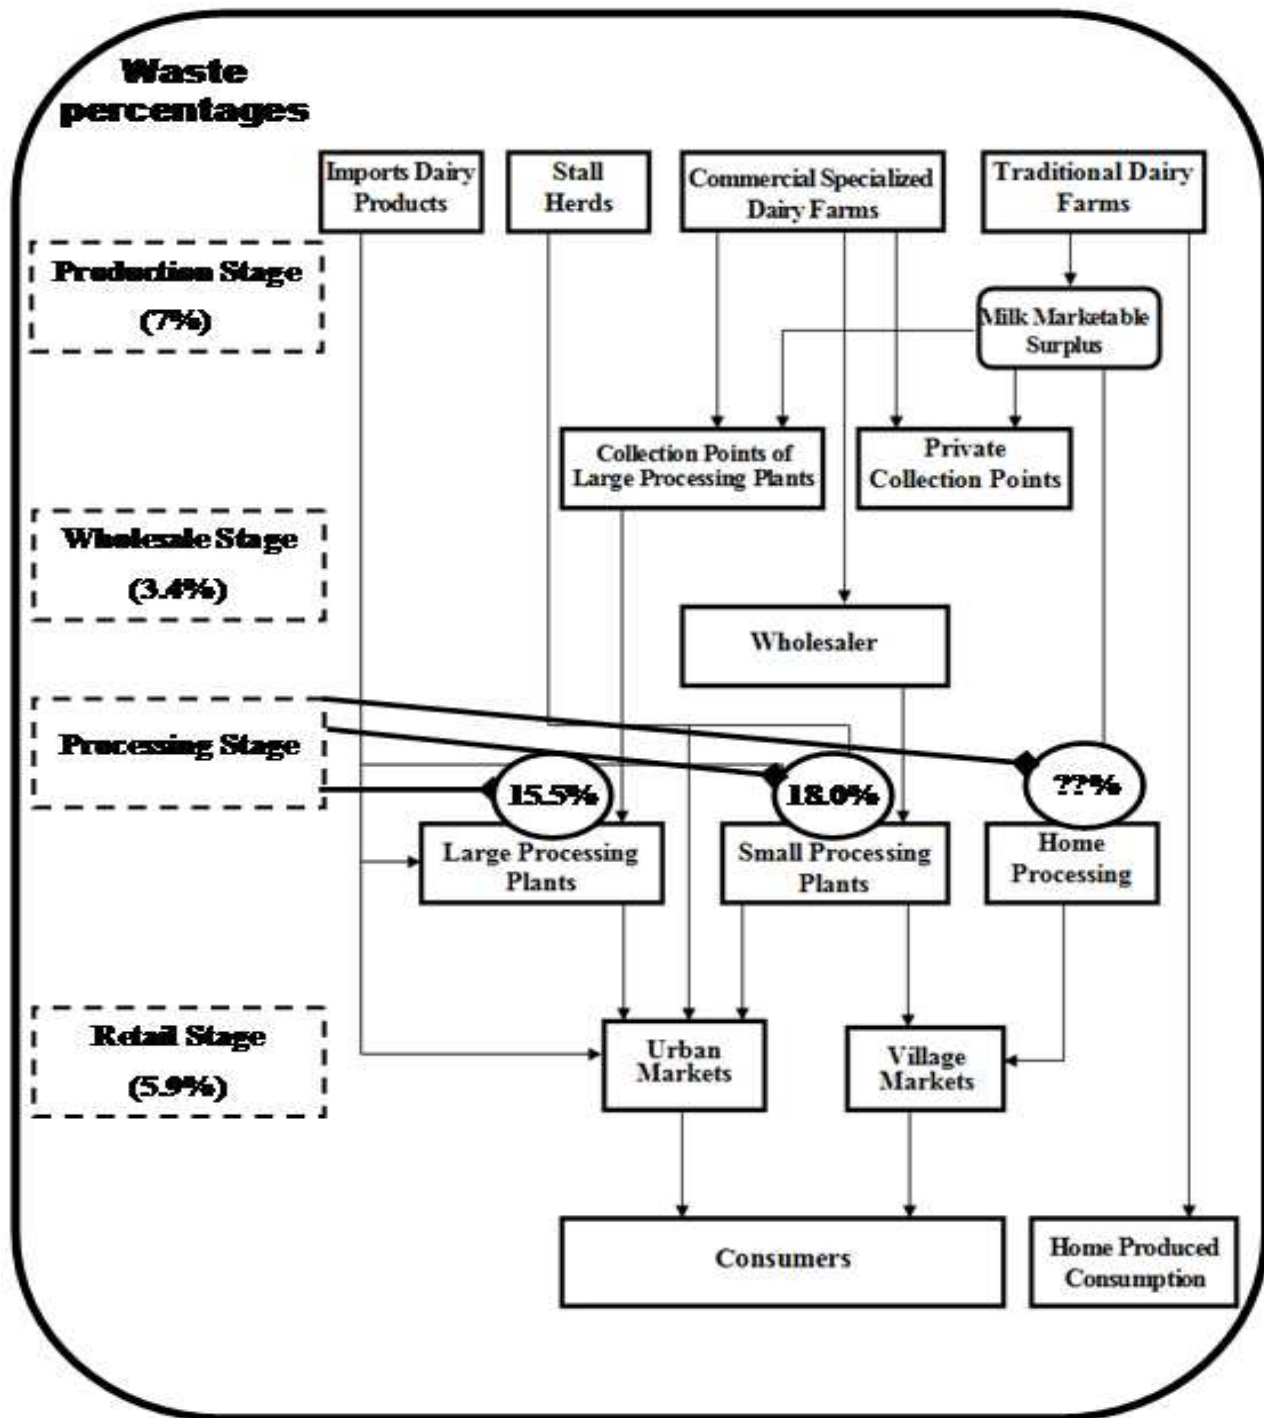 Waste
percentages
Imports Dairy
Products
Stall
Herds
Commercial Specialized
Dairy Farms
Traditional Dairy
Farms
Production Stage
(7%)
Milk Marketable
Surplus
Collection Points of
Large Processing Plants
Private
Collection Points
Wholesale Stage
(3.4%)
Wholesaler
Processing Stage
15.5%
18.0%
??%
Large Processing
Plants
Small Processing
Plants
Home
Processing
Retail Stage
(5.9%)
Urban
Markets
Village
Markets
Consumers
Home Produced
Consumption